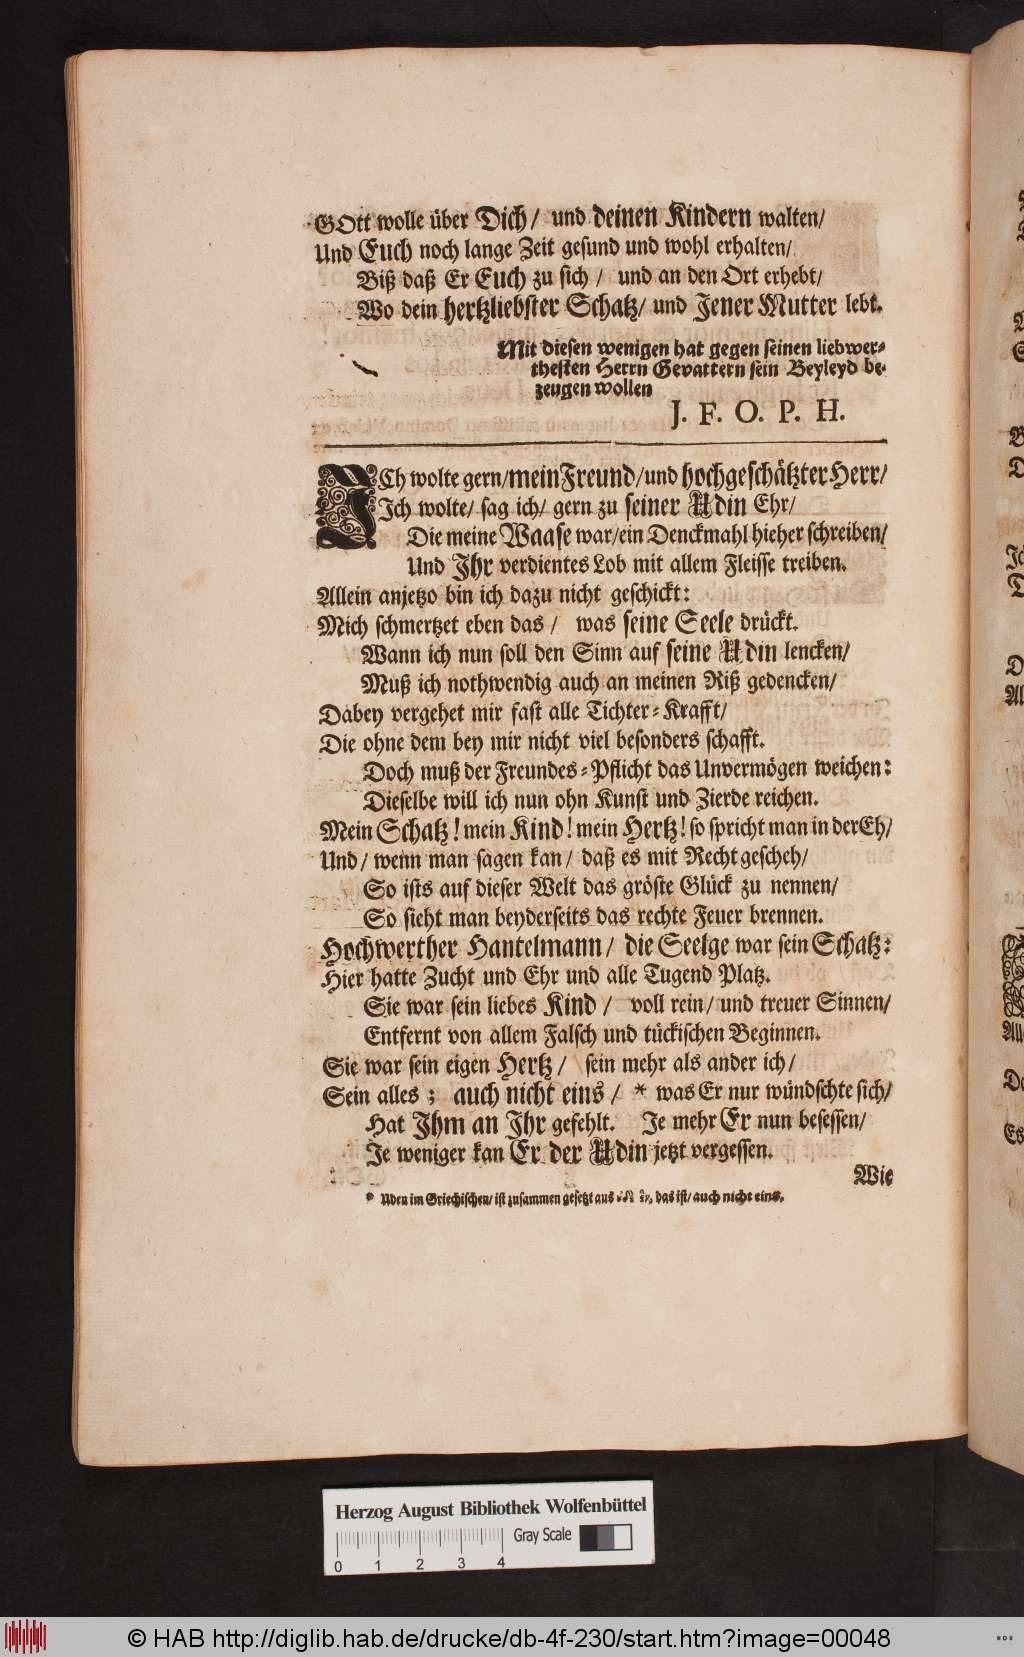 GOtt wolle über Dich/ und deinen Kindern walten/
Und Euch noch lange Zeit gesund und wohl erhalten/
Biß daß Er Euch zu sich / und an den Ort erhebt/
Wo dein hertzliebster Schatz/ und Jener Mutter lebt.
Mit diesen wenigen hat gegen seinen liebwer=
thesten Herrn Gevattern sein Beyleyd be=
zeugen wollen
J. F. O. P. H.
ICh wolte gern/mein Freund/und hochgeschätzter Herr/
Ich wolte/ sag ich/ gern zu seiner Udin Ehr/
Die meine Waase war/ein Denckmahl hieher schreiben/
Und Ihr verdientes Lob mit allem Fleisse treiben.
Allein anjetzo bin ich dazu nicht geschickt:
Mich schmertzet eben das / was seine Seele drückt.
Wann ich nun soll den Sinn auf seine Udin lencken/
Muß ich nothwendig auch an meinen Riß gedencken/
Dabey vergehet mir fast alle Tichter=Krafft/
Die ohne dem bey mir nicht viel besonders schafft.
Doch muß der Freundes=Pflicht das Unvermögen weichen:
Dieselbe will ich nun ohn Kunst und Zierde reichen.
Mein Schatz! mein Kind! mein Hertz! so spricht man in der Eh/
Und/ wenn man sagen kan/ daß es mit Recht gescheh/
So ists auf dieser Welt das gröste Glück zu nennen/
So sieht man beyderseits das rechte Feuer brennen.
Hochwerther Hantelmann/ die Seelge war sein Schatz:
Hier hatte Zucht und Ehr und alle Tugend Platz.
Sie war sein liebes Kind / voll rein/ und treuer Sinnen/
Entfernt von allem Falsch und tückischen Beginnen.
Sie war sein eigen Hertz/ sein mehr als ander ich/
Sein alles; auch nicht eins/ * was Er nur wündschte sich/
Hat Ihm an Ihr gefehlt. Je mehr Er nun besessen/
Je weniger kan Er der Udin jetzt vergessen.
Wie
* Uden im Griechischen/ ist zusammen gesetzt aus das ist/ auch nicht eins.
Herzog August Bibliothek Wolfenbüttel
Gray Scale
0 1 2 3 4
© HAB http://diglib.hab.de/drucke/db-4f-230/start.htm?image=00048